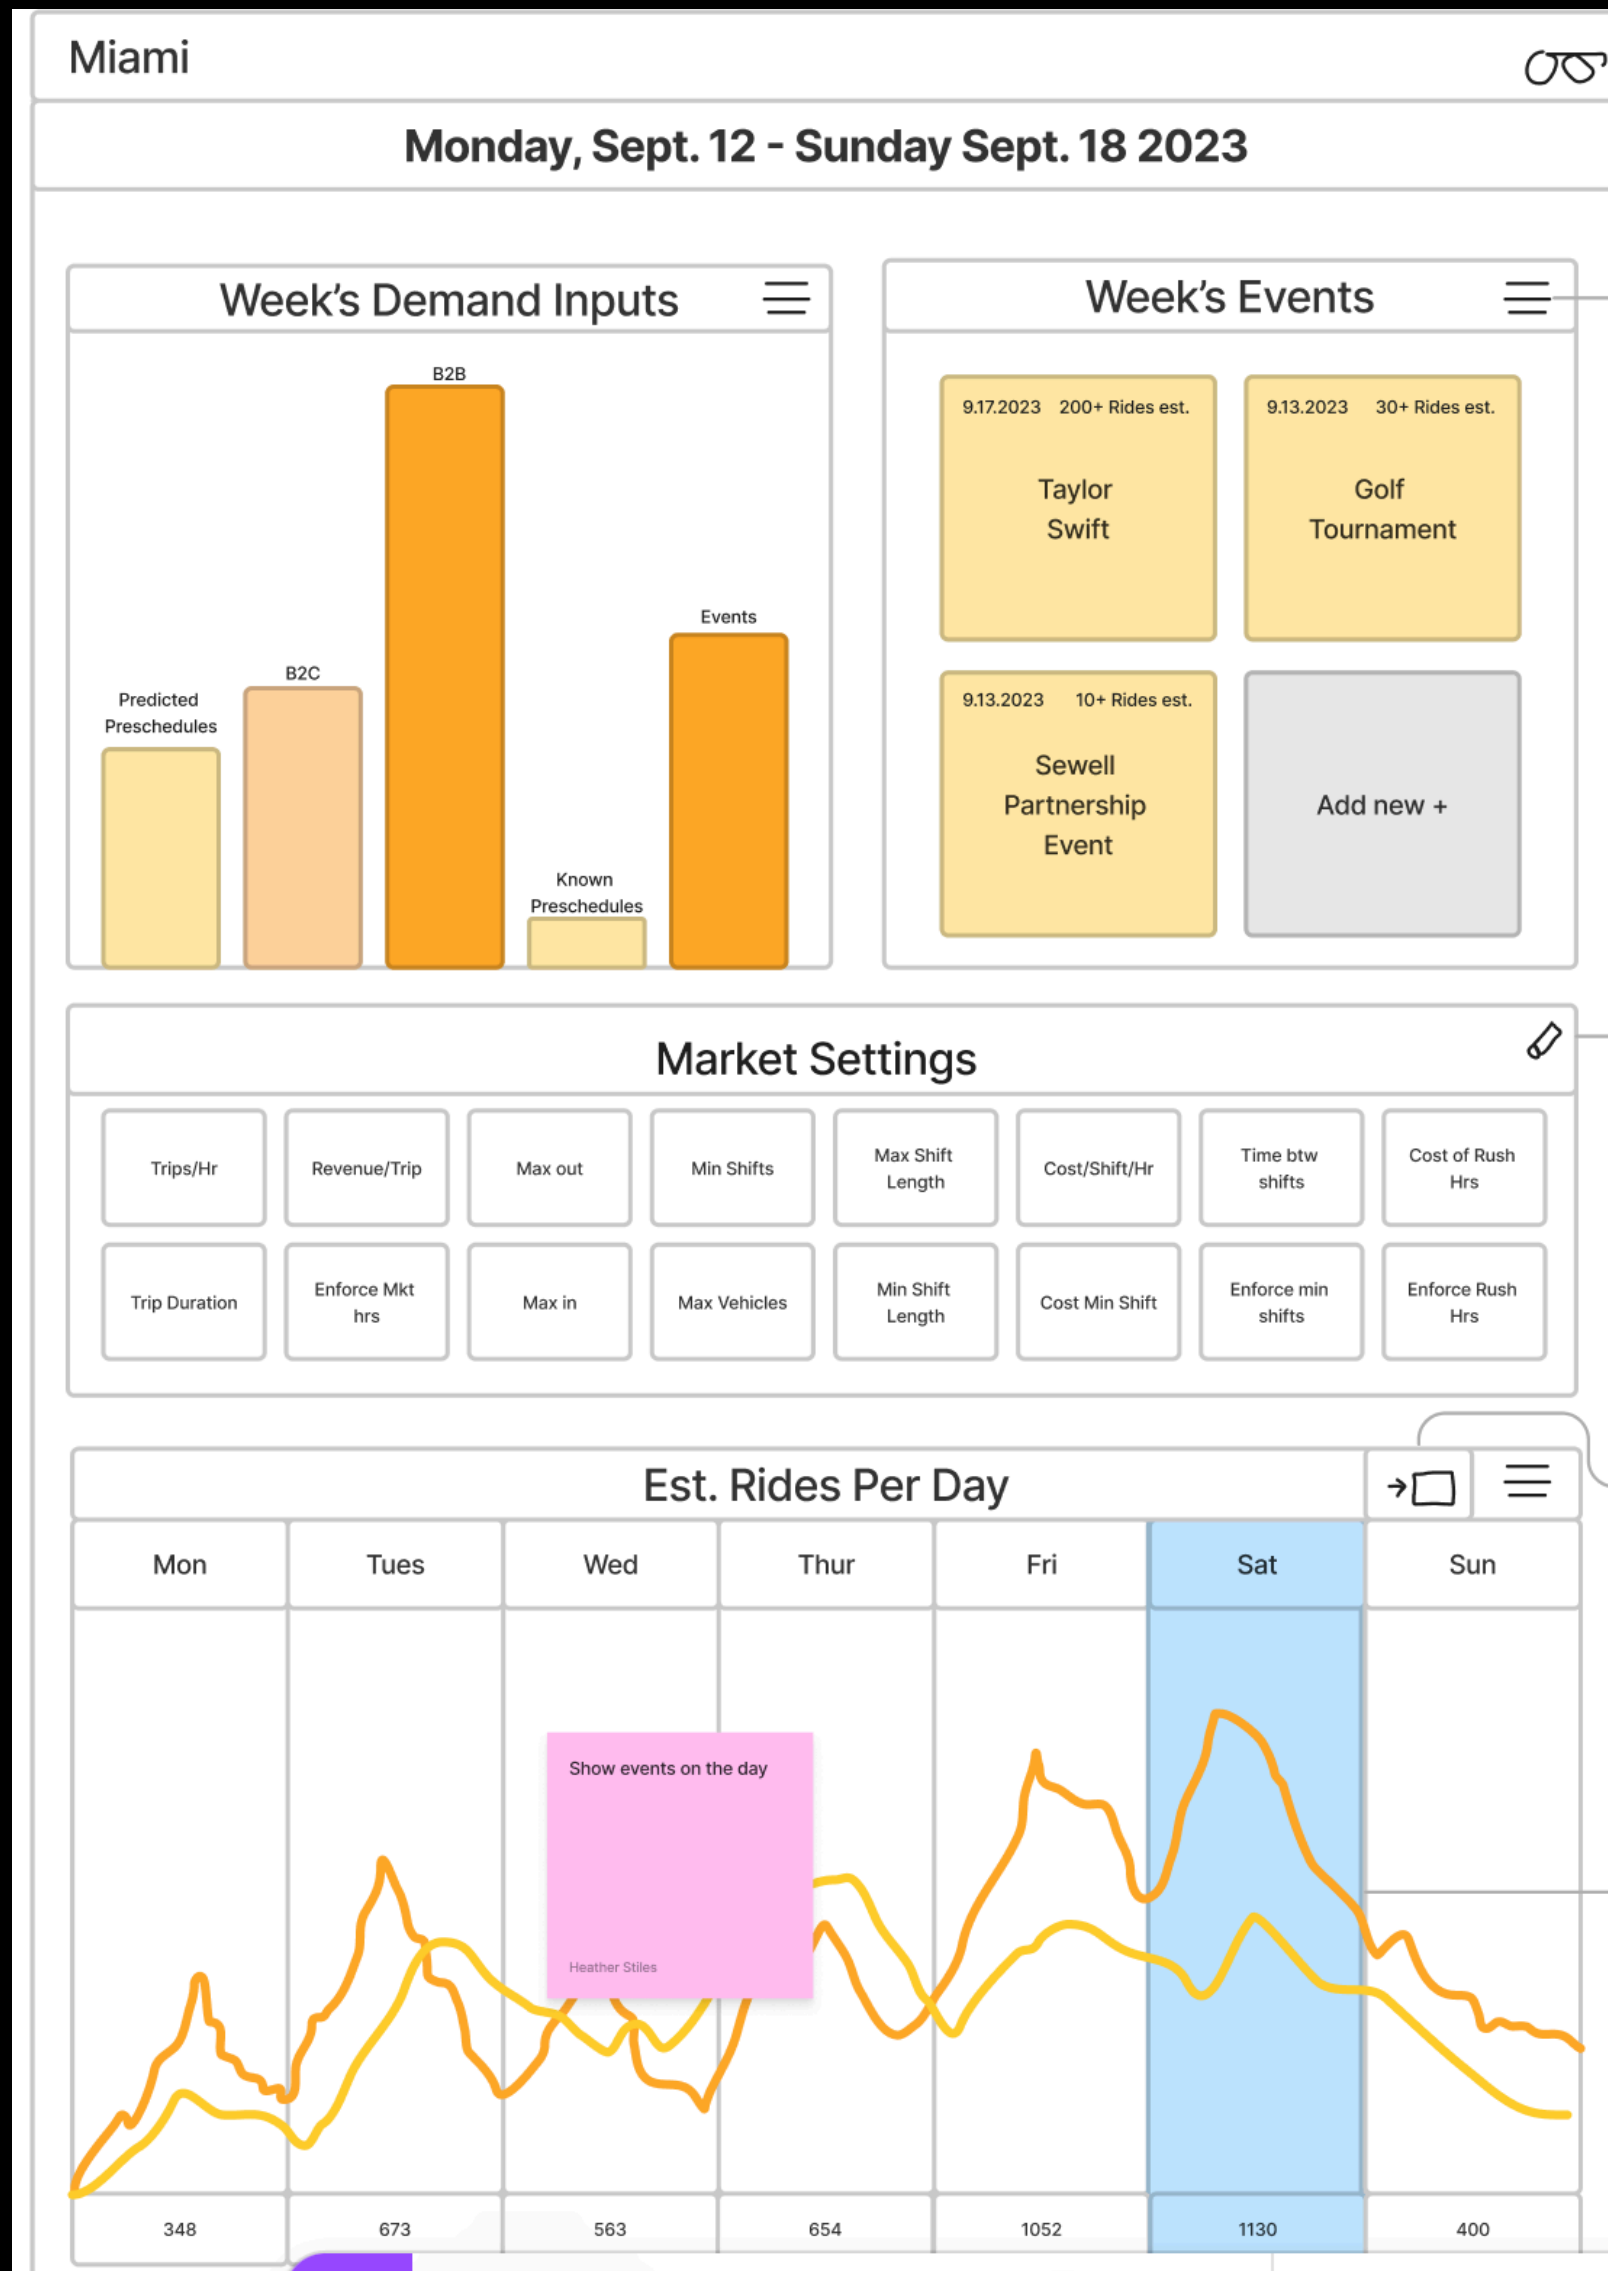 Miami
Monday, Sept. 12 - Sunday Sept. 18 2023
Week's Demand Inputs
B2B
Events
B2C
Predicted
Preschedules
Known
Preschedules
Week's Events
9.17.2023 200+ Rides est.
Taylor
Swift
9.13.2023 30+ Rides est.
Golf
Tournament
9.13.2023 10+ Rides est.
Sewell
Partnership
Event
Add new +
Market Settings
Trips/Hr
Revenue/Trip
Max out
Min Shifts
Max Shift
Length
Cost/Shift/Hr
Time btw
shifts
Cost of Rush
Hrs
Trip Duration
Enforce Mkt
hrs
Max in
Max Vehicles
Min Shift
Length
Cost Min Shift
Enforce min
shifts
Enforce Rush
Hrs
Est. Rides Per Day
Mon Tues Wed Thur Fri Sat Sun
Show events on the day
Heather Stiles
348 673 563 654 1052 1130 400